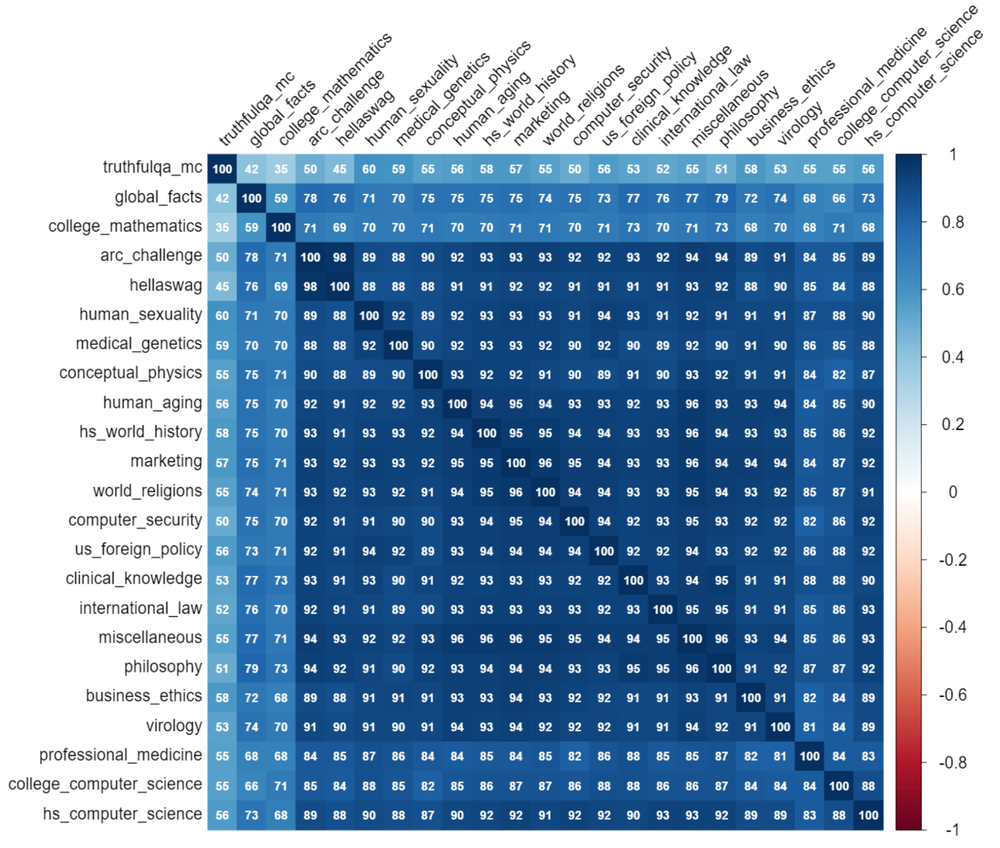 truthfulqa_mc
global_facts
college_mathematics
arc_challenge
hellaswag
human_sexuality
medical_genetics
conceptual_physics
human_aging
hs_world_history
marketing
world_religions
computer_security
us_foreign_policy
clinical_knowledge
international_law
miscellaneous
philosophy
business_ethics
virology
professional_medicine
college_computer_science
hs_computer_science
truthfulqa_mc 100 42 35 50 45 60 59 55 56 58 57 55 50 56 53 52 55 51 58 53 55 55 56
global_facts 42 100 59 78 76 71 70 75 75 75 75 74 75 73 77 76 77 79 72 74 68 66 73
college_mathematics 35 59 100 71 69 70 70 71 70 70 71 71 70 71 73 70 71 73 68 70 68 71 68
arc_challenge 50 78 71 100 98 89 88 90 92 93 93 93 92 92 93 92 94 94 89 91 84 85 89
hellaswag 45 76 69 98 100 88 88 88 91 91 92 92 91 91 91 91 93 92 88 90 85 84 88
human_sexuality 60 71 70 89 88 100 92 89 92 93 93 93 91 94 93 91 92 91 91 91 87 88 90
medical_genetics 59 70 70 88 88 92 100 90 92 93 93 92 90 92 90 89 92 90 91 90 86 85 88
conceptual_physics 55 75 71 90 88 89 90 100 93 92 92 91 90 89 91 90 93 92 91 91 84 82 87
human_aging 56 75 70 92 91 92 92 93 100 94 95 94 93 93 92 93 96 93 93 94 84 85 90
hs_world_history 58 75 70 93 91 93 93 92 94 100 95 95 94 94 93 93 96 94 93 93 85 86 92
marketing 57 75 71 93 92 93 93 92 95 95 100 96 95 94 93 93 96 94 94 94 84 87 92
world_religions 55 74 71 93 92 93 92 91 94 95 96 100 94 94 93 93 95 94 93 92 85 87 91
computer_security 50 75 70 92 91 91 90 90 93 94 95 94 100 94 92 93 95 93 92 92 82 86 92
us_foreign_policy 56 73 71 92 91 94 92 89 93 94 94 94 94 100 92 92 94 93 92 92 86 88 92
clinical_knowledge 53 77 73 93 91 93 90 91 92 93 93 93 92 92 100 93 94 95 91 91 88 88 90
international_law 52 76 70 92 91 91 89 90 93 93 93 93 93 92 93 100 95 95 91 91 85 86 93
miscellaneous 55 77 71 94 93 92 92 93 96 96 96 95 95 94 94 95 100 96 93 94 85 86 93
philosophy 51 79 73 94 92 91 90 92 93 94 94 94 93 93 95 95 96 100 91 92 87 87 92
business_ethics 58 72 68 89 88 91 91 91 93 93 94 93 92 92 91 91 93 91 100 91 82 84 89
virology 53 74 70 91 90 91 90 91 94 93 94 92 92 92 91 91 94 92 91 100 81 84 89
professional_medicine 55 68 68 84 85 87 86 84 84 85 84 85 82 86 88 85 85 87 82 81 100 84 83
college_computer_science 55 66 71 85 84 88 85 82 85 86 87 87 86 88 88 86 86 87 84 84 84 100 88
hs_computer_science 56 73 68 89 88 90 88 87 90 92 92 91 92 92 90 93 93 92 89 89 83 88 100
1
0.8
0.6
0.4
0.2
0
-0.2
-0.4
-0.6
-0.8
-1